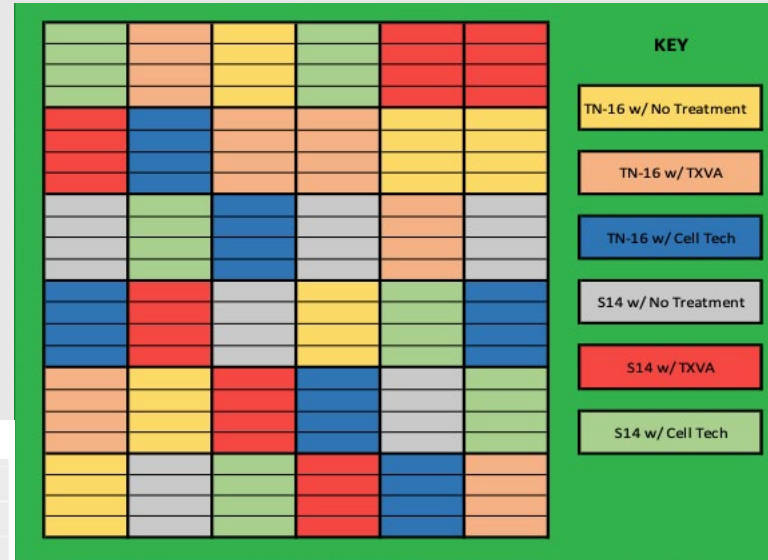 KEY
TN-16 w/ No Treatment
TN-16 w/ TXVA
TN-16 w/ Cell Tech
S14 w/ No Treatment
S14 w/ TXVA
S14 w/ Cell Tech